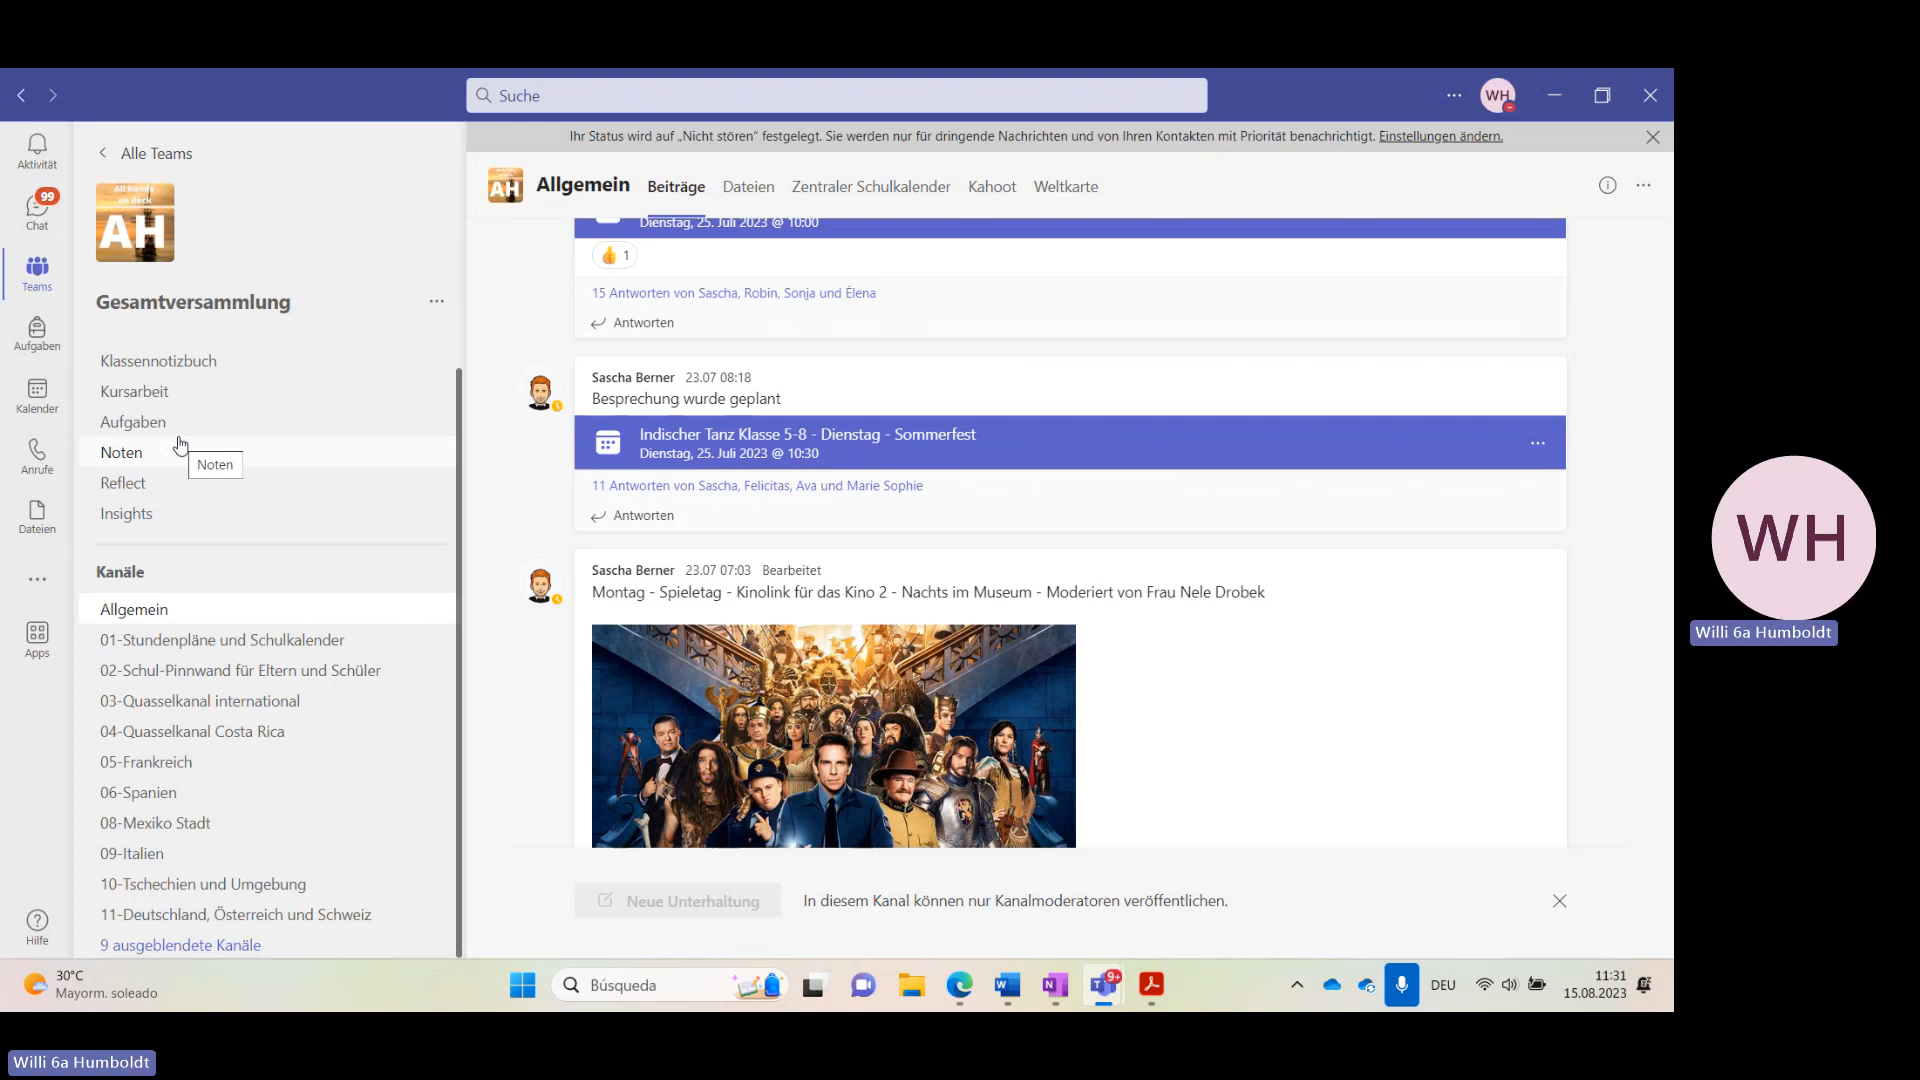 Suche
WH
Ihr Status wird auf „Nicht stören" festgelegt. Sie werden nur für dringende Nachrichten und von Ihren Kontakten mit Priorität benachrichtigt. Einstellungen ändern.
Aktivität
99
Chat
Teams
Aufgaben
Kalender
Anrufe
Dateien
Apps
Hilfe
Alle Teams
All hands
on deck
AH
Gesamtversammlung
Klassennotizbuch
Kursarbeit
Aufgaben
Noten
Noten
Reflect
Insights
Kanäle
Allgemein
01-Stundenpläne und Schulkalender
02-Schul-Pinnwand für Eltern und Schüler
03-Quasselkanal international
04-Quasselkanal Costa Rica
05-Frankreich
06-Spanien
08-Mexiko Stadt
09-Italien
10-Tschechien und Umgebung
11-Deutschland, Österreich und Schweiz
9 ausgeblendete Kanäle
AH
Allgemein
Beiträge
Dateien
Zentraler Schulkalender
Kahoot
Weltkarte
Dienstag, 25. Juli 2023 @ 10:00
1
15 Antworten von Sascha, Robin, Sonja und Élena
Antworten
Sascha Berner 23.07 08:18
Besprechung wurde geplant
Indischer Tanz Klasse 5-8 - Dienstag - Sommerfest
Dienstag, 25. Juli 2023 @ 10:30
11 Antworten von Sascha, Felicitas, Ava und Marie Sophie
Antworten
Sascha Berner 23.07 07:03 Bearbeitet
Montag - Spieletag - Kinolink für das Kino 2 - Nachts im Museum - Moderiert von Frau Nele Drobek
Neue Unterhaltung
In diesem Kanal können nur Kanalmoderatoren veröffentlichen.
WH
Willi 6a Humboldt
30°C
Mayorm. soleado
Búsqueda
9+
DEU
11:31
15.08.2023
Willi 6a Humboldt